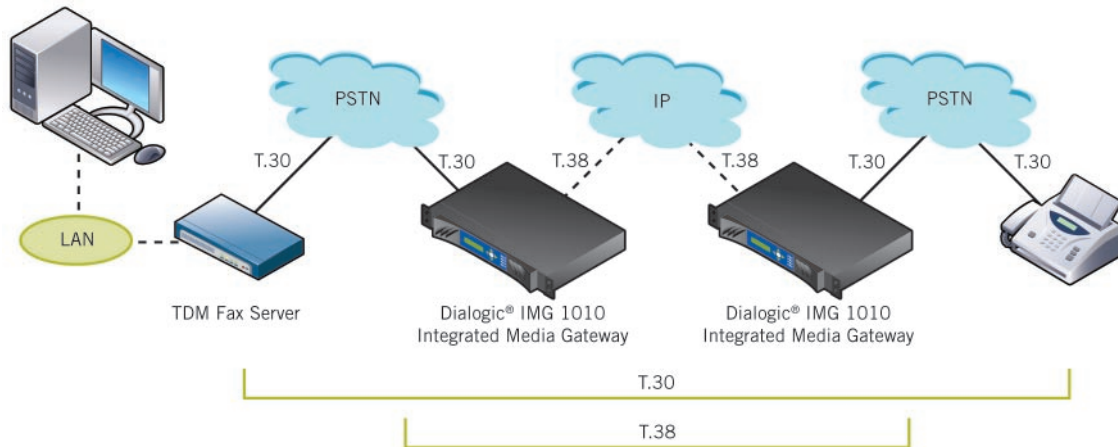 PSTN
IP
PSTN
T.30
T.30
T.38
T.38
T.30
T.30
LAN
TDM Fax Server
Dialogic® IMG 1010
Integrated Media Gateway
Dialogic® IMG 1010
Integrated Media Gateway
T.30
T.38